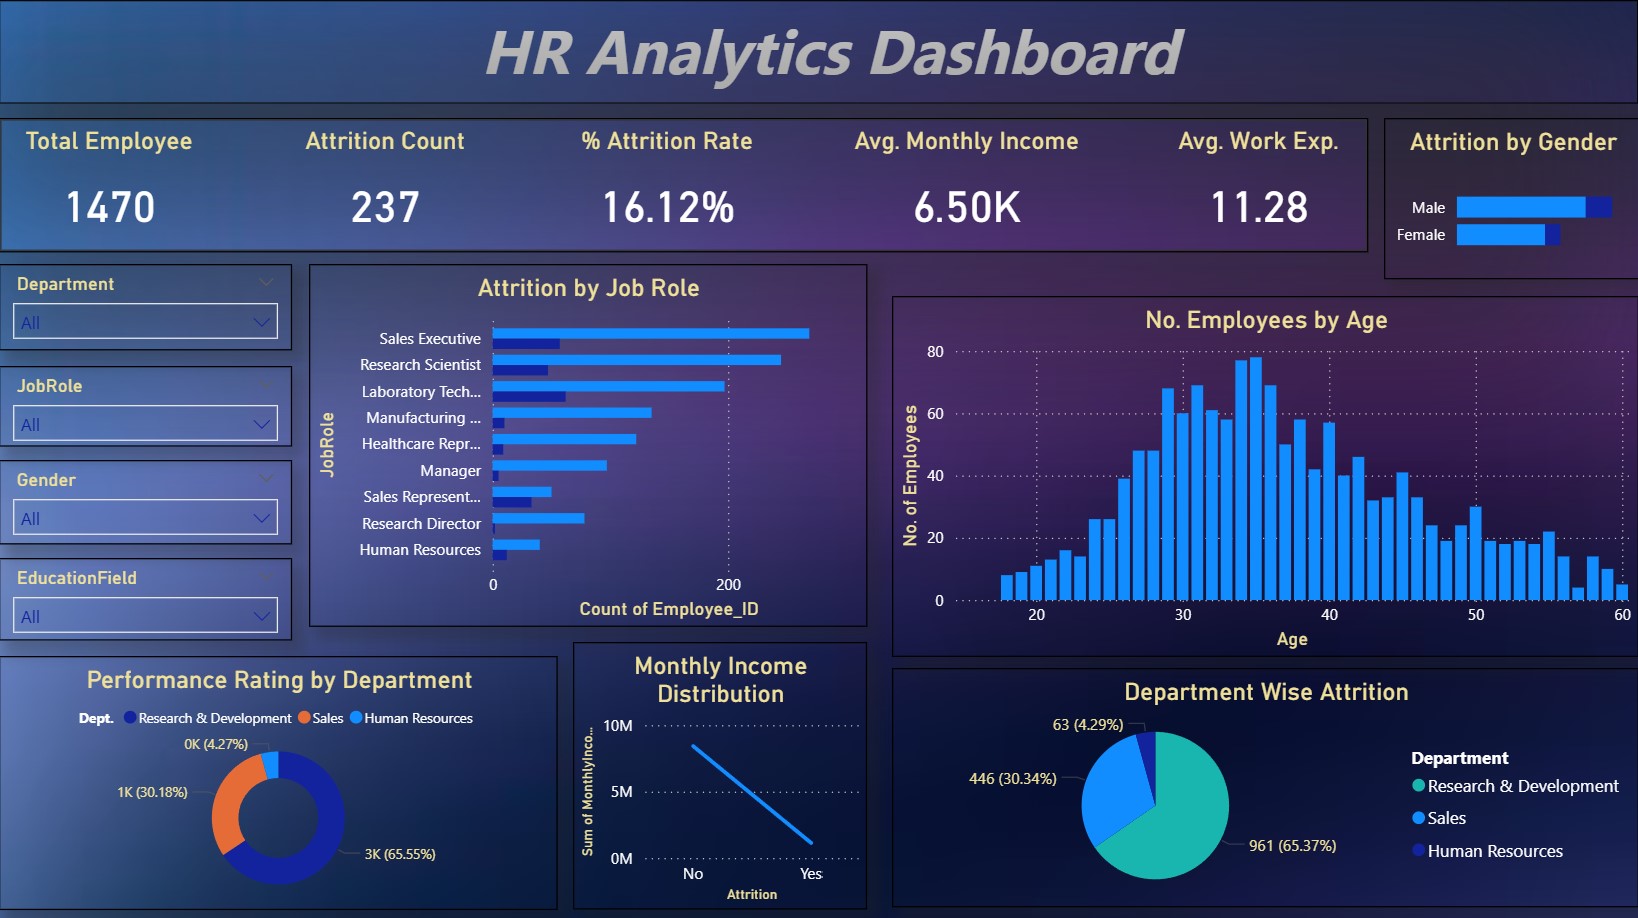 HR Analytics Dashboard
Total Employee
1470
Attrition Count
237
% Attrition Rate
16.12%
Avg. Monthly Income
6.50K
Avg. Work Exp.
11.28
Attrition by Gender
Male
Female
Department
All
JobRole
All
Gender
All
EducationField
All
Attrition by Job Role
JobRole
Sales Executive
Research Scientist
Laboratory Tech...
Manufacturing ...
Healthcare Repr...
Manager
Sales Represent...
Research Director
Human Resources
0 200
Count of Employee_ID
No. Employees by Age
No. of Employees
80
60
40
20
0
20 30 40 50 60
Age
Performance Rating by Department
Dept. Research & Development Sales Human Resources
0K (4.27%)
1K (30.18%)
3K (65.55%)
Monthly Income
Distribution
Sum of MonthlyInco...
10M
5M
0M
No Yes
Attrition
Department Wise Attrition
63 (4.29%)
446 (30.34%)
961 (65.37%)
Department
Research & Development
Sales
Human Resources